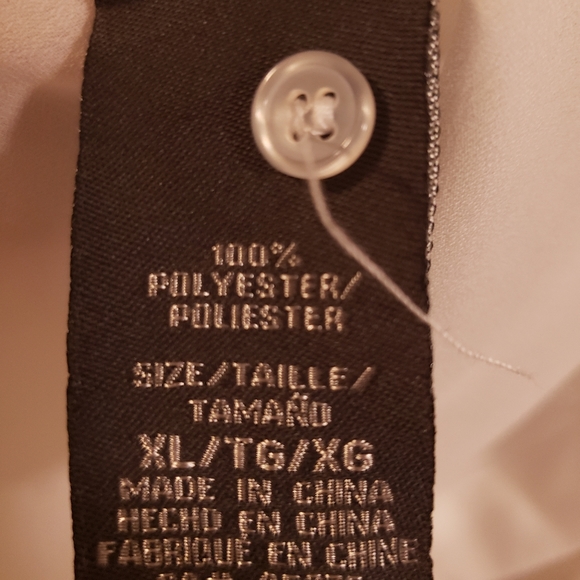 100%
POLYESTER/
POLIESTER
SIZE/TAILLE/
TAMAÑO
XL/TG/XG
MADE IN CHINA
HECHO EN CHINA
FABRIQUÉ EN CHINE